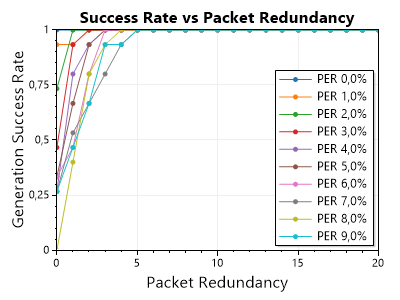 Success Rate vs Packet Redundancy
Generation Success Rate
1
0,75
0,5
0,25
0
0
5
10
15
20
Packet Redundancy
PER 0,0%
PER 1,0%
PER 2,0%
PER 3,0%
PER 4,0%
PER 5,0%
PER 6,0%
PER 7,0%
PER 8,0%
PER 9,0%